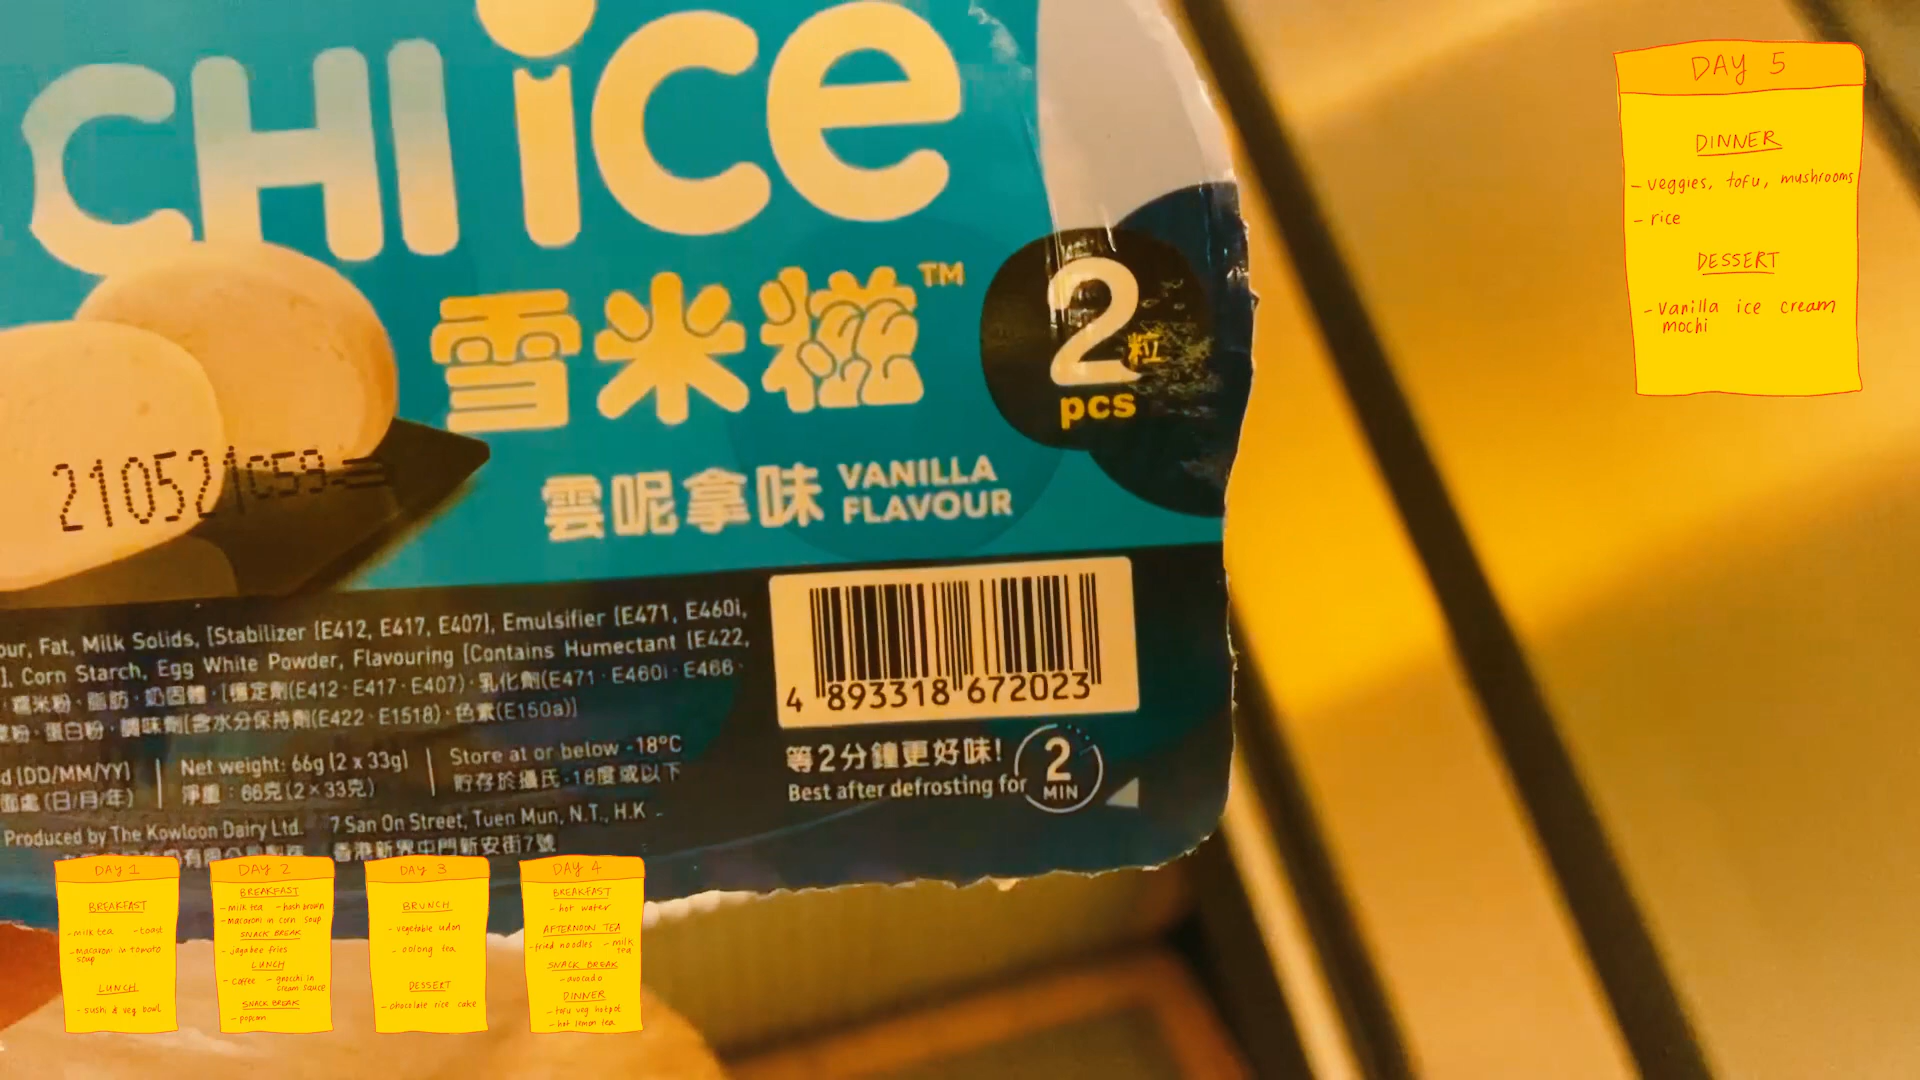 CHI ice
雪米糍™
2粒
pcs
雲呢拿味 VANILLA
FLAVOUR
210521 C59
our, Fat, Milk Solids, [Stabilizer [E412, E417, E407], Emulsifier [E471, E460i,
], Corn Starch, Egg White Powder, Flavouring [Contains Humectant [E422,
糯米粉·脂肪·奶固體·[穩定劑(E412·E417·E407)·乳化劑(E471·E460i·E466·
粉·蛋白粉·調味劑[含水分保持劑(E422·E1518)·色素(E150a)]
4 893318 672023
d (DD/MM/YY)
(日/月/年)
Net weight: 66g (2 x 33g)
淨重:66克(2×33克)
Store at or below -18°C
貯存於攝氏-18度或以下
等2分鐘更好味!
Best after defrosting for
2
MIN
Produced by The Kowloon Dairy Ltd. 7 San On Street, Tuen Mun, N.T., H.K
香港新界屯門新安街7號
DAY 5
DINNER
- veggies, tofu, mushrooms
- rice
DESSERT
- vanilla ice cream
mochi
DAY 1
BREAKFAST
- milk tea - toast
- macaroni in tomato
soup
LUNCH
- sushi & veg bowl
DAY 2
BREAKFAST
- milk tea - hash brown
- macaroni in corn soup
SNACK BREAK
- jagabee fries
LUNCH
- coffee - gnocchi in
cream sauce
SNACK BREAK
- popcorn
DAY 3
BRUNCH
- vegetable udon
- oolong tea
DESSERT
- chocolate rice cake
DAY 4
BREAKFAST
- hot water
AFTERNOON TEA
- fried noodles - milk
tea
SNACK BREAK
- avocado
DINNER
- tofu veg hotpot
- hot lemon tea